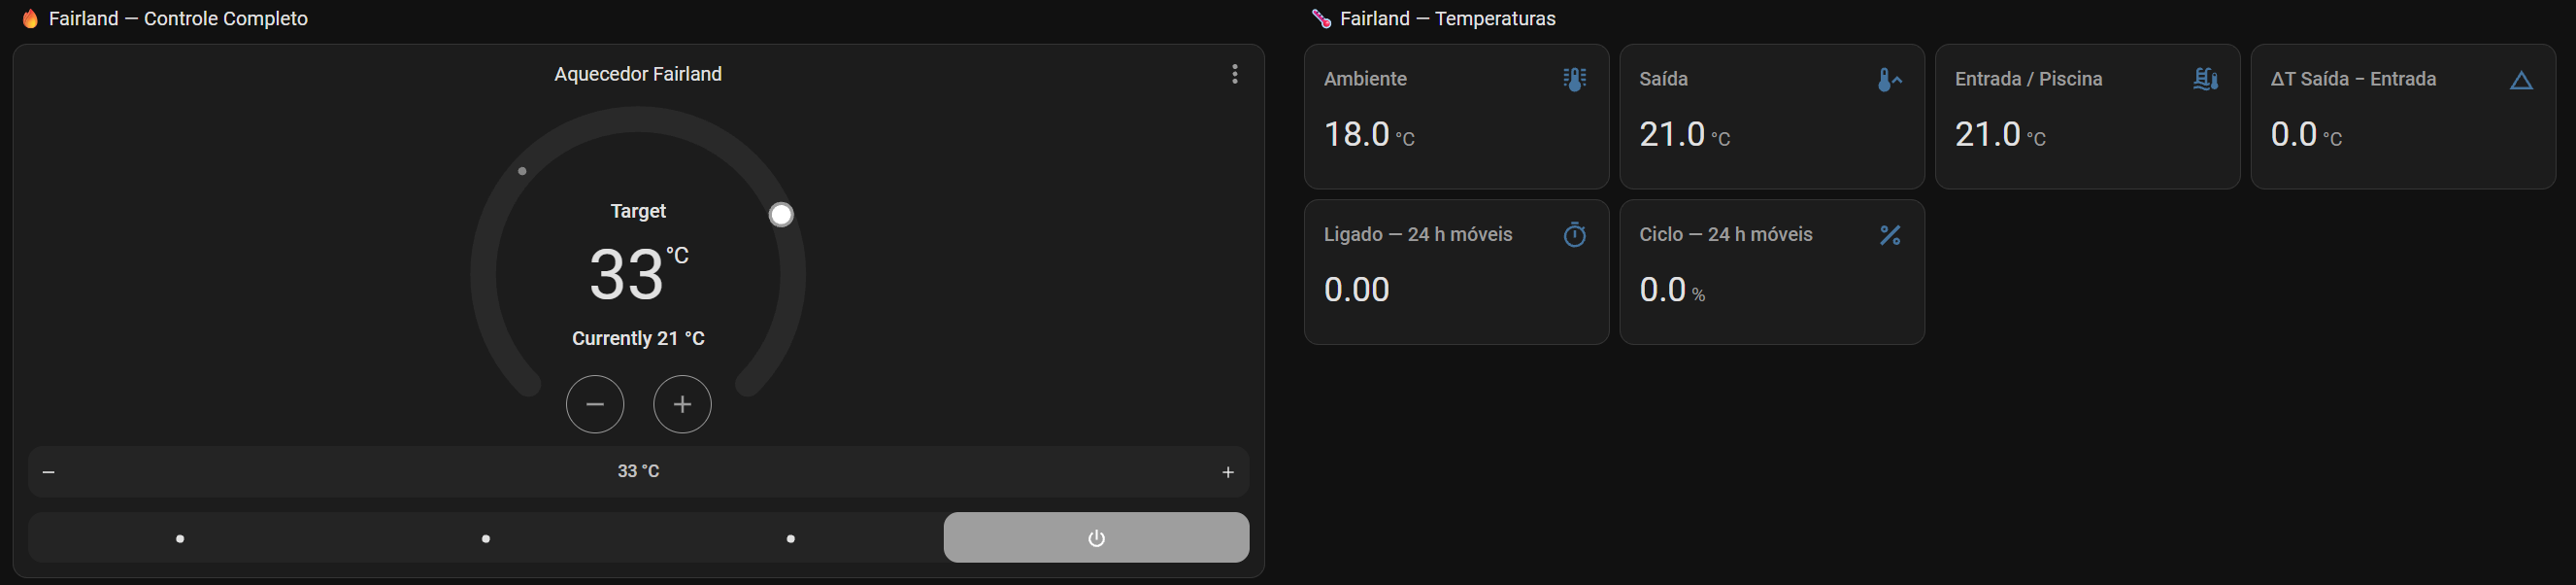 Fairland — Controle Completo
Aquecedor Fairland
Target
33 °C
Currently 21 °C
33 °C
Fairland — Temperaturas
Ambiente
18.0 °C
Saída
21.0 °C
Entrada / Piscina
21.0 °C
ΔT Saída − Entrada
0.0 °C
Ligado — 24 h móveis
0.00
Ciclo — 24 h móveis
0.0 %